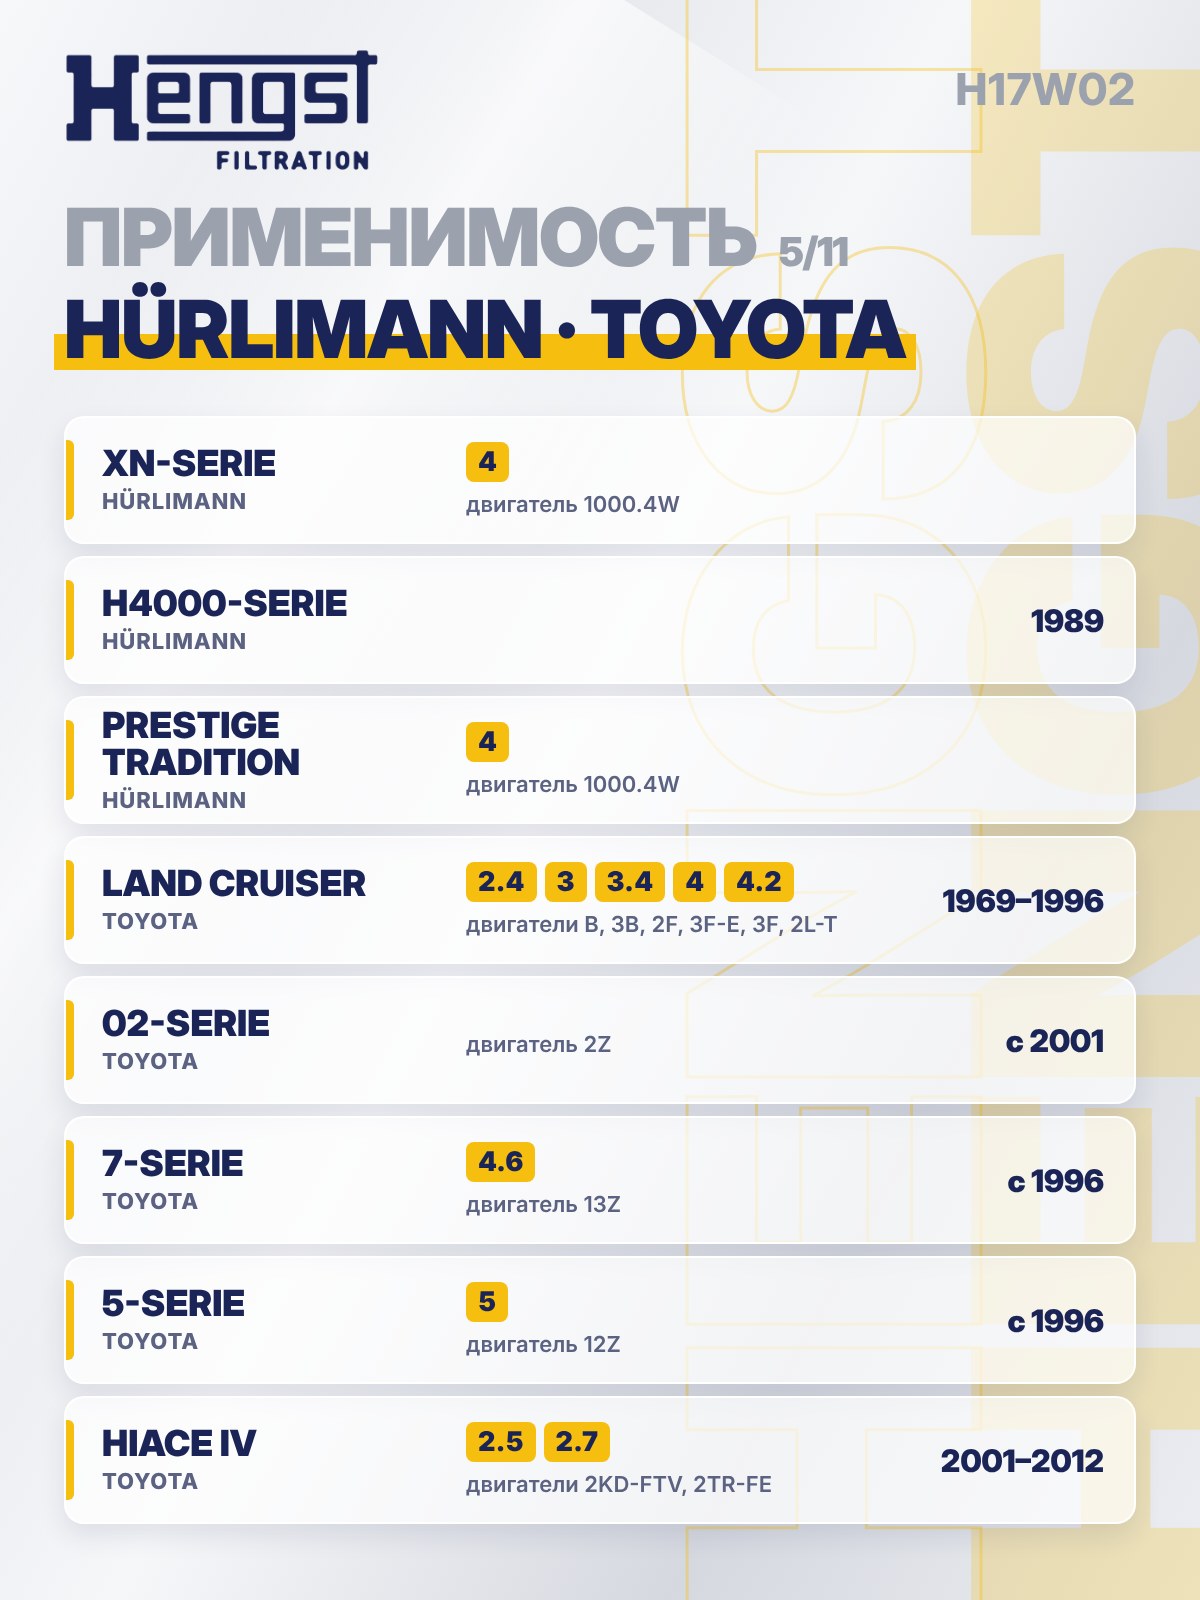 Hengst
FILTRATION
H17W02
ПРИМЕНИМОСТЬ 5/11
HÜRLIMANN · TOYOTA
XN-SERIE
HÜRLIMANN
4
двигатель 1000.4W
H4000-SERIE
HÜRLIMANN
1989
PRESTIGE
TRADITION
HÜRLIMANN
4
двигатель 1000.4W
LAND CRUISER
TOYOTA
2.4 3 3.4 4 4.2
двигатели B, 3B, 2F, 3F-E, 3F, 2L-T
1969–1996
02-SERIE
TOYOTA
двигатель 2Z
с 2001
7-SERIE
TOYOTA
4.6
двигатель 13Z
с 1996
5-SERIE
TOYOTA
5
двигатель 12Z
с 1996
HIACE IV
TOYOTA
2.5 2.7
двигатели 2KD-FTV, 2TR-FE
2001–2012
HENGST
HENGST